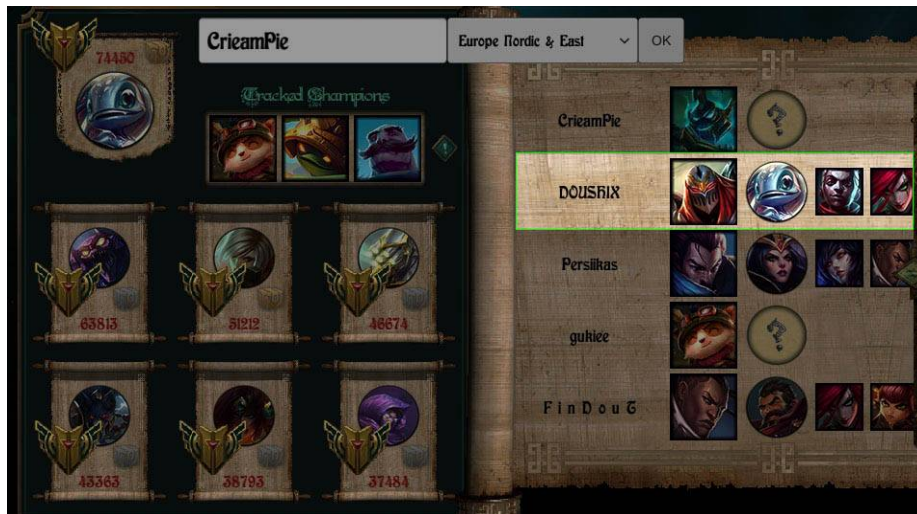 74450
CrieamPie
Europe Nordic & East
OK
Tracked Champions
63813
51212
46674
43363
38793
37484
CrieamPie
DOUSHIX
Persiikas
gukiee
FinDouT